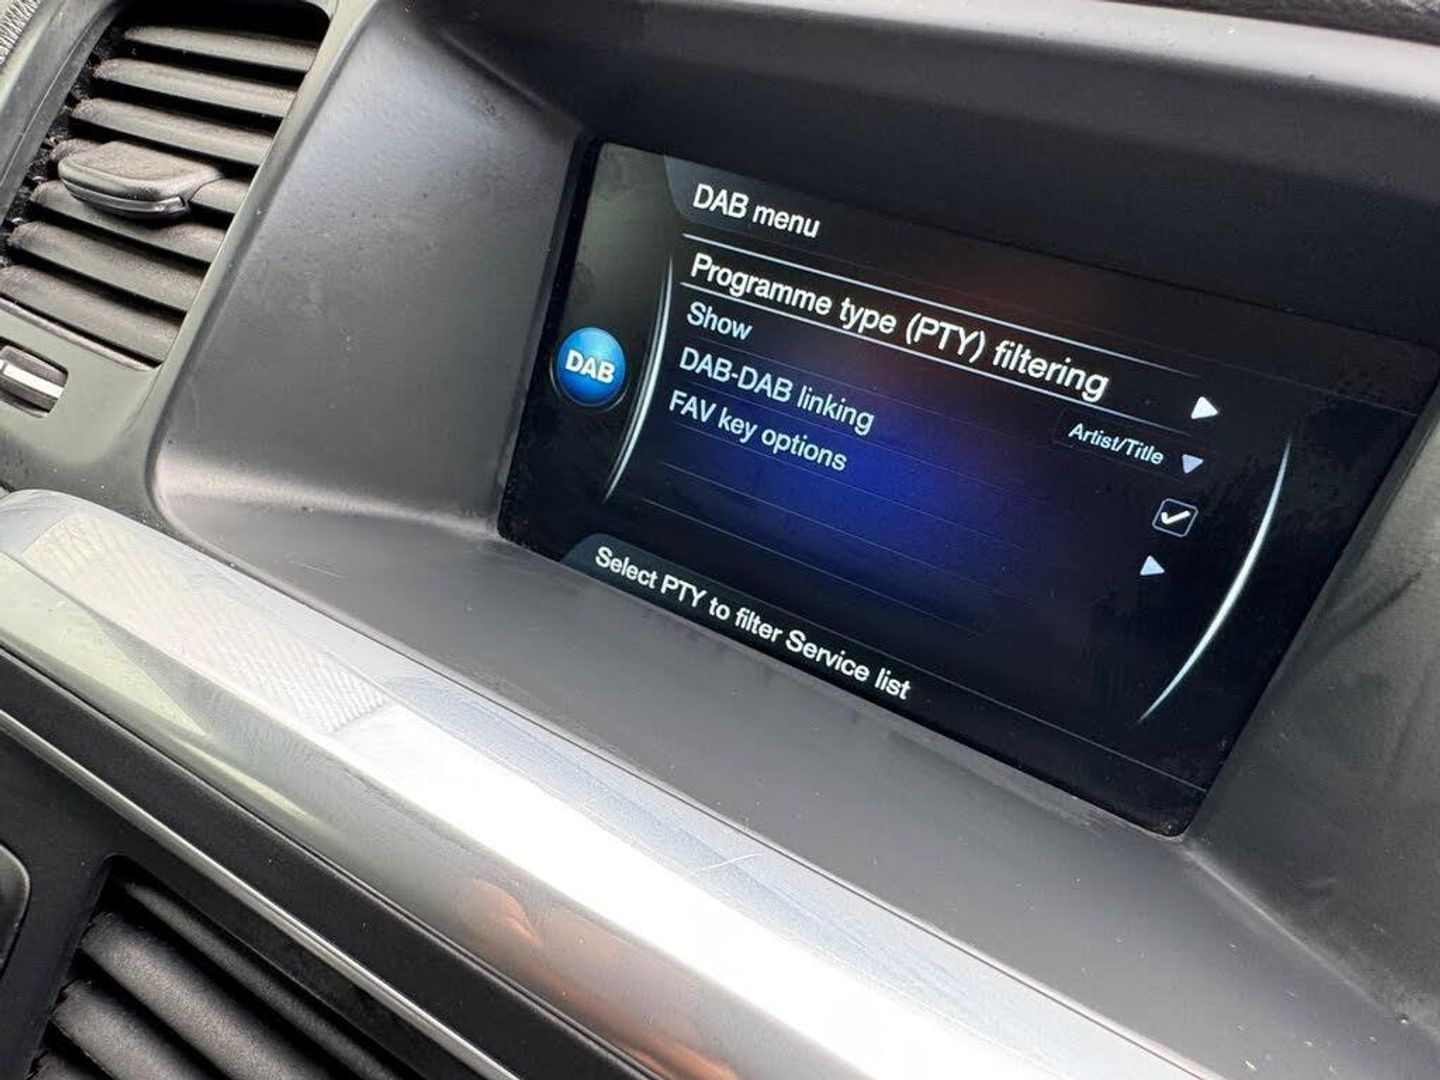 DAB menu
Programme type (PTY) filtering
Show Artist/Title
DAB-DAB linking
FAV key options
DAB
Select PTY to filter Service list